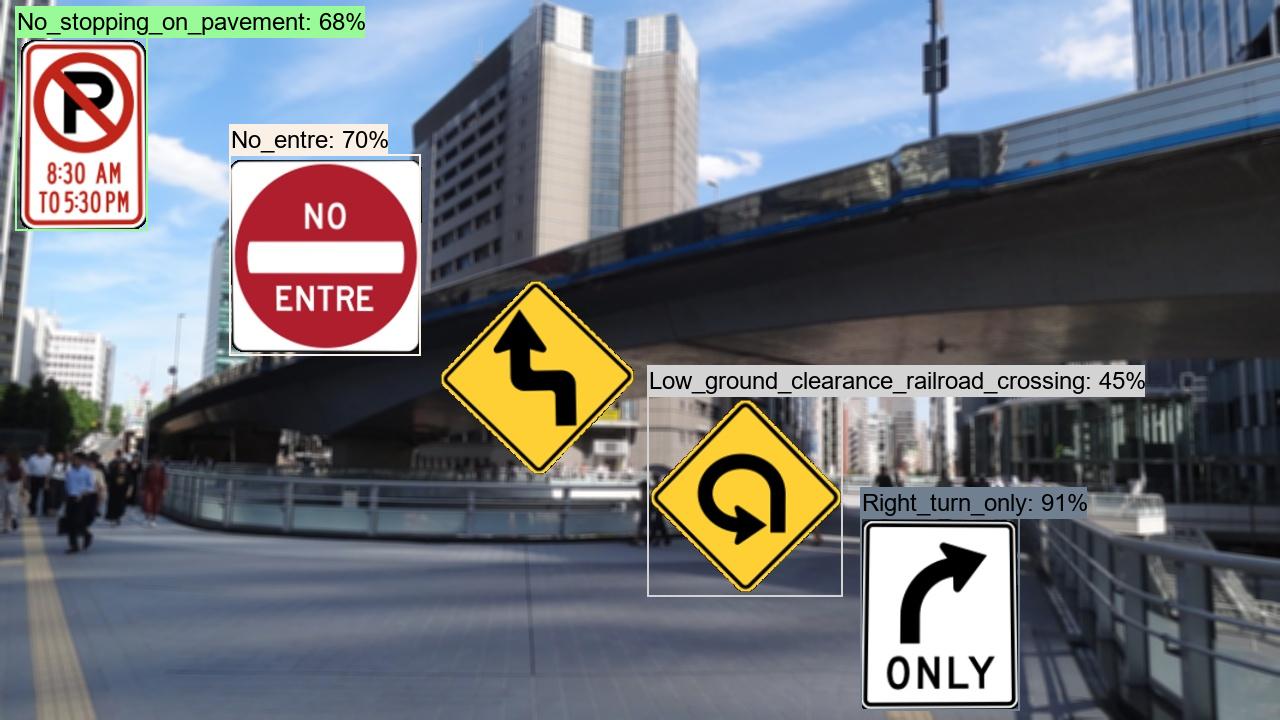 No_stopping_on_pavement: 68%
P
8:30 AM
TO 5:30 PM
No_entre: 70%
NO
ENTRE
Low_ground_clearance_railroad_crossing: 45%
Right_turn_only: 91%
ONLY